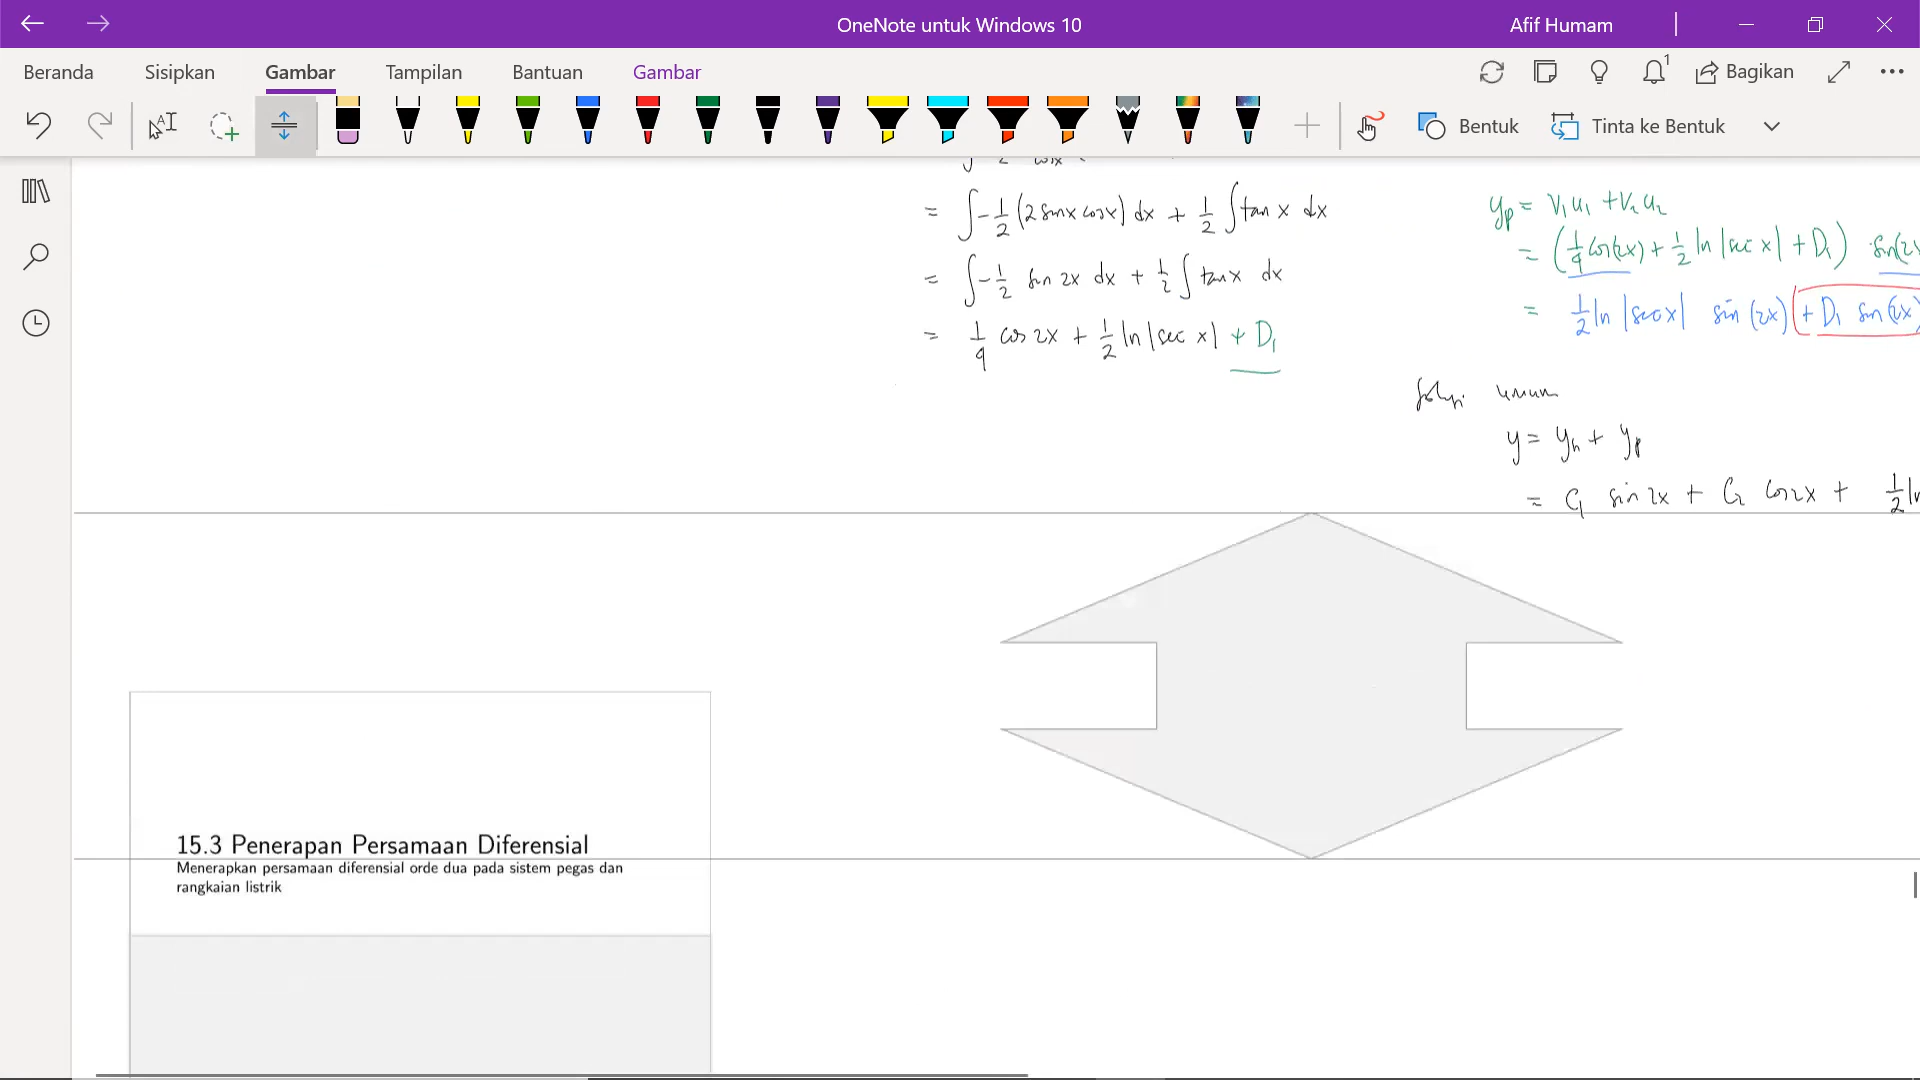 OneNote untuk Windows 10
Afif Humam
Beranda
Sisipkan
Gambar
Tampilan
Bantuan
Gambar
1
Bagikan
Bentuk
Tinta ke Bentuk
= ∫ -1/2 (2 sin x cos x) dx + 1/2 ∫ tan x dx
= ∫ -1/2 sin 2x dx + 1/2 ∫ tan x dx
= 1/4 cos 2x + 1/2 ln |sec x| + D₁
yp = V₁u₁ + V₂u₂
= (1/4 cos(2x) + 1/2 ln |sec x| + D₁) sin(2x
= 1/2 ln |sec x| sin (2x) + D₁ sin(2x)
Solusi umum
y = yh + yp
= C₁ sin 2x + C₂ cos 2x + 1/2 ln
15.3 Penerapan Persamaan Diferensial
Menerapkan persamaan diferensial orde dua pada sistem pegas dan
rangkaian listrik